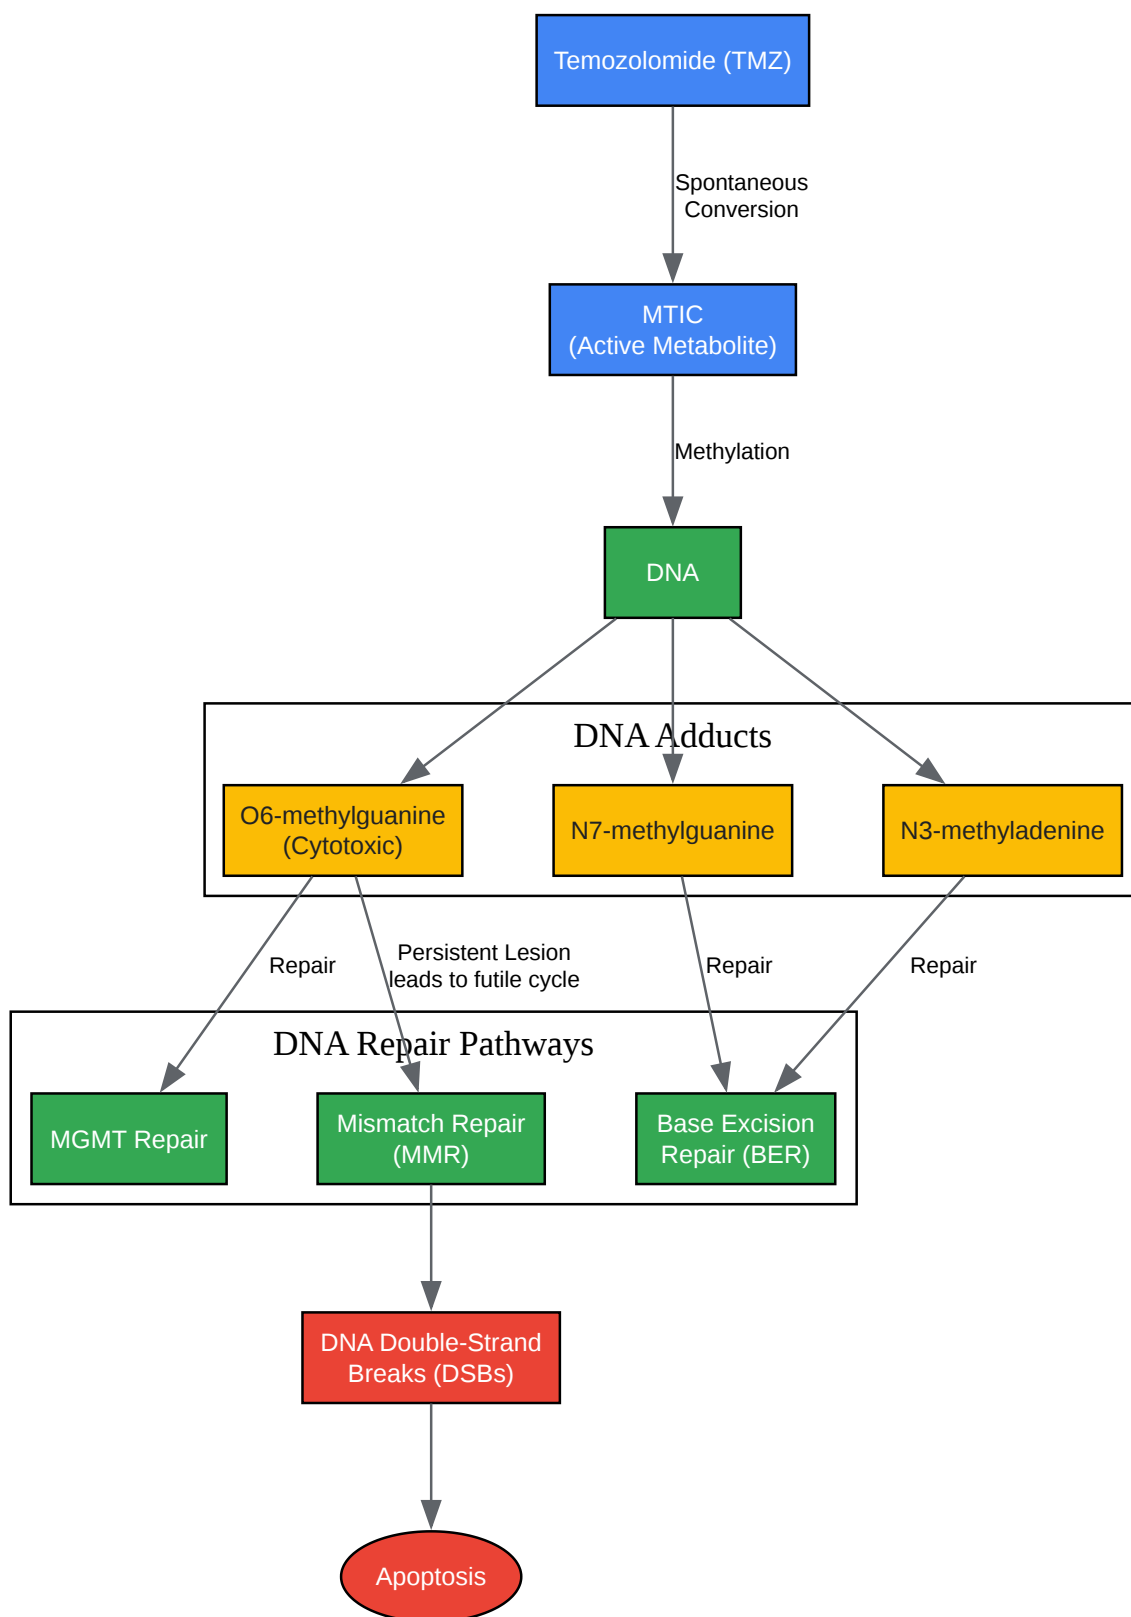 Temozolomide (TMZ)
Spontaneous
Conversion
MTIC
(Active Metabolite)
Methylation
DNA
DNA Adducts
O6-methylguanine
(Cytotoxic)
N7-methylguanine
N3-methyladenine
Repair
Persistent Lesion
leads to futile cycle
Repair
Repair
DNA Repair Pathways
MGMT Repair
Mismatch Repair
(MMR)
Base Excision
Repair (BER)
DNA Double-Strand
Breaks (DSBs)
Apoptosis